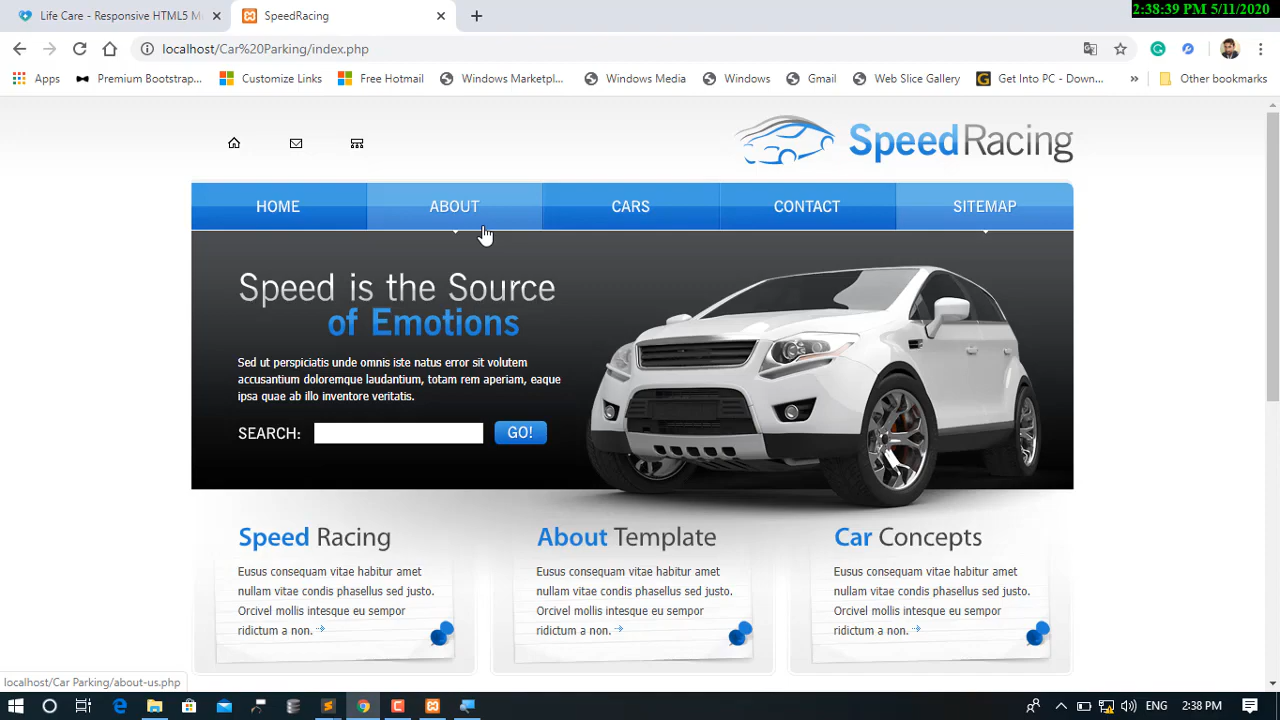 2:38:39 PM 5/11/2020
Life Care - Responsive HTML5 M
SpeedRacing
localhost/Car%20Parking/index.php
Apps
Premium Bootstrap...
Customize Links
Free Hotmail
Windows Marketpl...
Windows Media
Windows
Gmail
Web Slice Gallery
Get Into PC - Down...
»
Other bookmarks
SpeedRacing
HOME
ABOUT
CARS
CONTACT
SITEMAP
Speed is the Source
of Emotions
Sed ut perspiciatis unde omnis iste natus error sit volutem
accusantium doloremque laudantium, totam rem aperiam, eaque
ipsa quae ab illo inventore veritatis.
SEARCH:
GO!
Speed Racing
Eusus consequam vitae habitur amet
nullam vitae condis phasellus sed justo.
Orcivel mollis intesque eu sempor
ridictum a non.
About Template
Eusus consequam vitae habitur amet
nullam vitae condis phasellus sed justo.
Orcivel mollis intesque eu sempor
ridictum a non.
Car Concepts
Eusus consequam vitae habitur amet
nullam vitae condis phasellus sed justo.
Orcivel mollis intesque eu sempor
ridictum a non.
localhost/Car Parking/about-us.php
2:38 PM